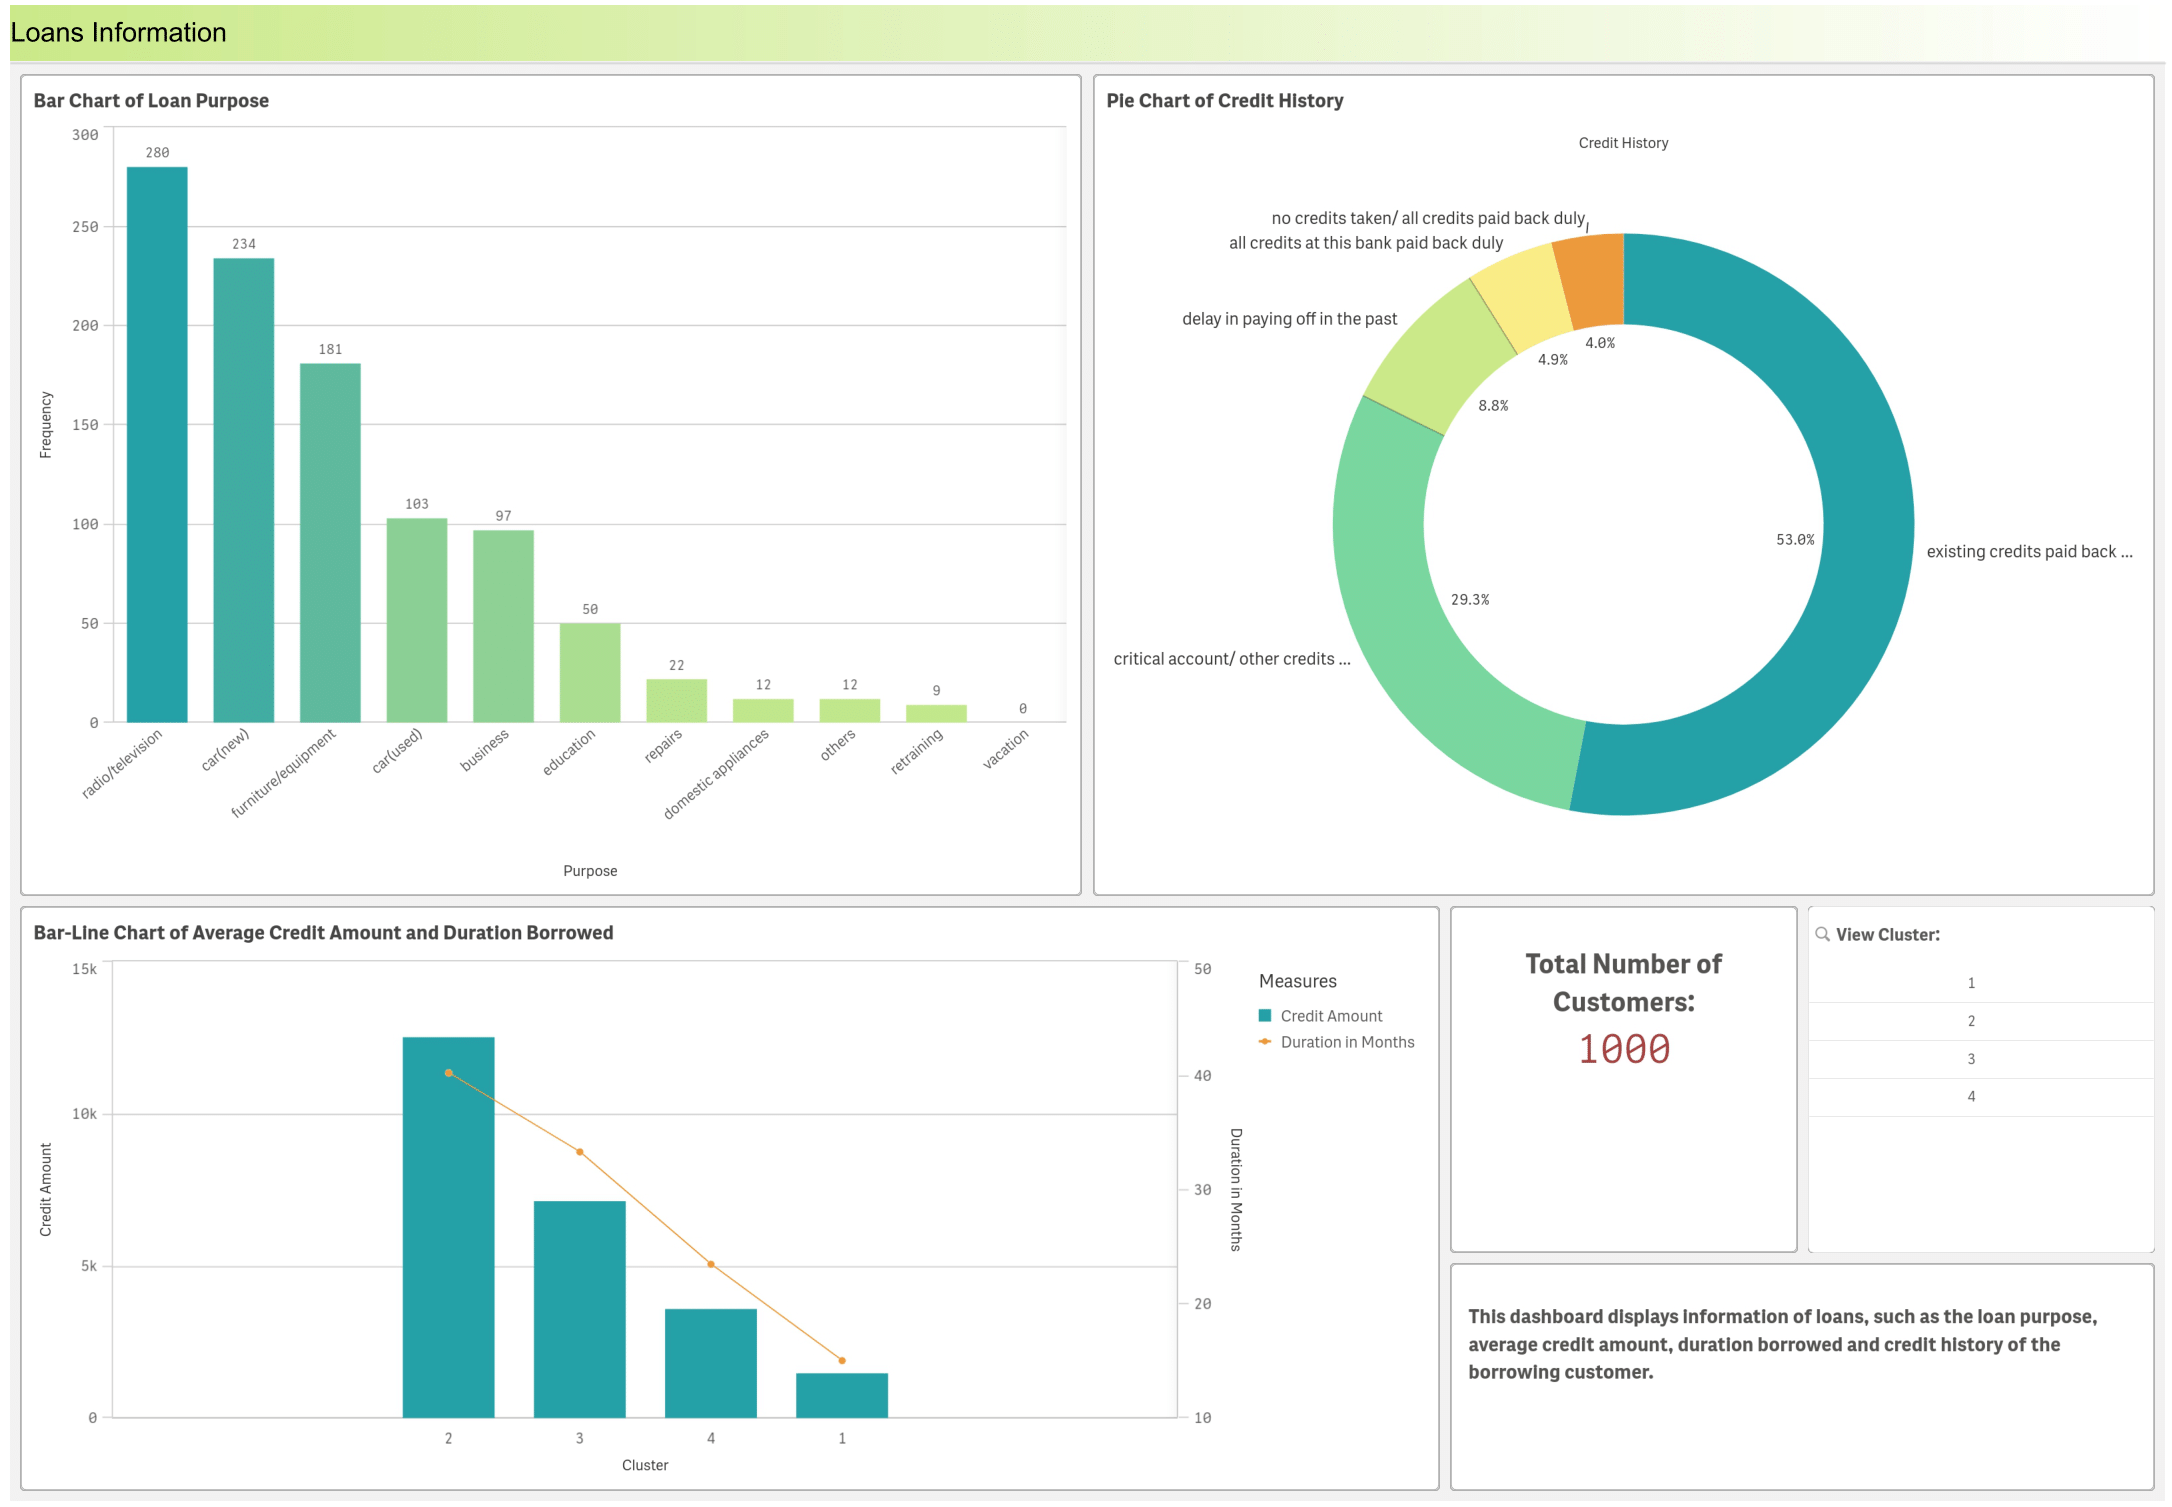 Loans Information
Bar Chart of Loan Purpose
300
250
200
150
100
50
0
Frequency
280
234
181
103
97
50
22
12
12
9
0
radio/television
car(new)
furniture/equipment
car(used)
business
education
repairs
domestic appliances
others
retraining
vacation
Purpose
Pie Chart of Credit History
Credit History
no credits taken/ all credits paid back duly
all credits at this bank paid back duly
delay in paying off in the past
critical account/ other credits ...
existing credits paid back ...
4.0%
4.9%
8.8%
53.0%
29.3%
Bar-Line Chart of Average Credit Amount and Duration Borrowed
15k
10k
5k
0
Credit Amount
50
40
30
20
10
Duration in Months
2
3
4
1
Cluster
Measures
Credit Amount
Duration in Months
Total Number of
Customers:
1000
View Cluster:
1
2
3
4
This dashboard displays information of loans, such as the loan purpose,
average credit amount, duration borrowed and credit history of the
borrowing customer.